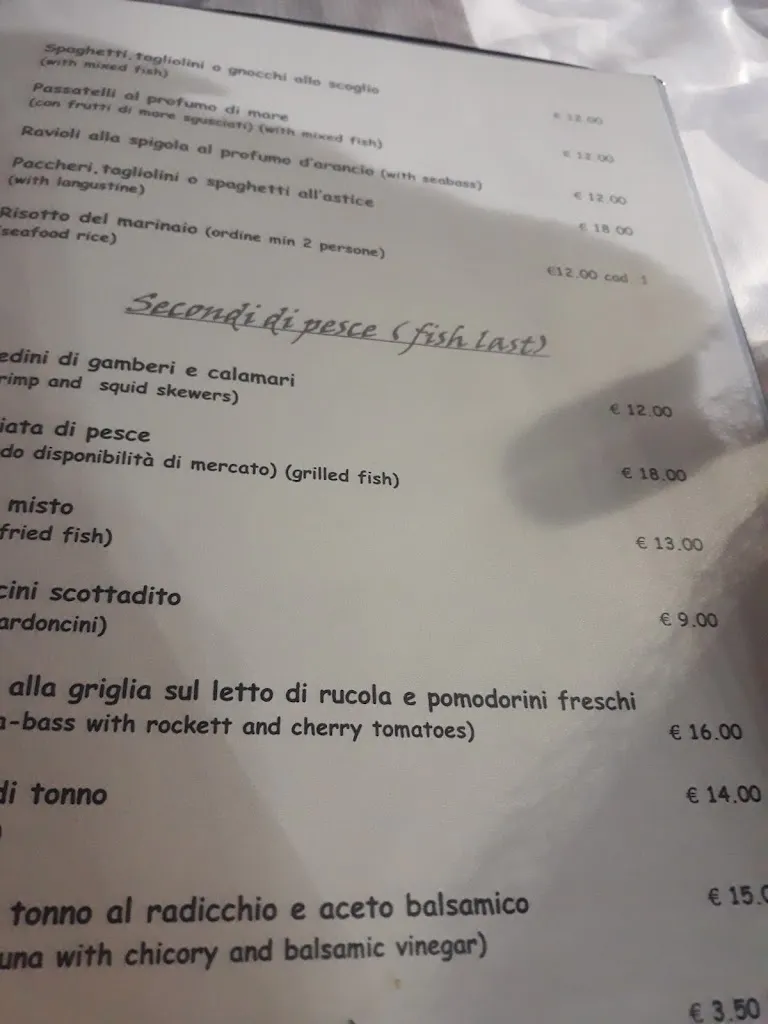 Spaghetti, tagliolini o gnocchi allo scoglio
(with mixed fish)
€ 12.00
Passatelli al profumo di mare
(con frutti di mare sgusciati) (with mixed fish)
€ 12.00
Ravioli alla spigola al profumo d'arancio (with seabass)
€ 12.00
Paccheri, tagliolini o spaghetti all'astice
(with langustine)
€ 18.00
Risotto del marinaio (ordine min 2 persone)
seafood rice)
€12.00 cad
Secondi di pesce ( fish last)
edini di gamberi e calamari
rimp and squid skewers)
€ 12.00
iata di pesce
do disponibilità di mercato) (grilled fish)
€ 18.00
misto
fried fish)
€ 13.00
cini scottadito
ardoncini)
€ 9.00
alla griglia sul letto di rucola e pomodorini freschi
a-bass with rockett and cherry tomatoes)
€ 16.00
di tonno
)
€ 14.00
tonno al radicchio e aceto balsamico
una with chicory and balsamic vinegar)
€ 15.0
€ 3.50